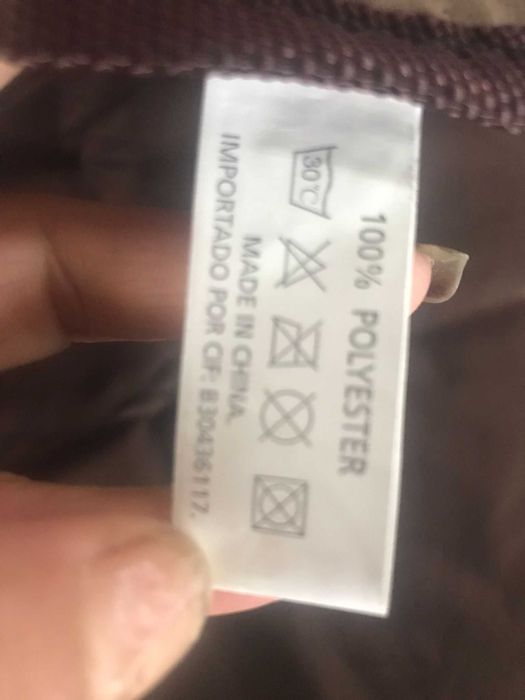 100% POLYESTER
30°C
MADE IN CHINA.
IMPORTADO POR CIF: B30436117.